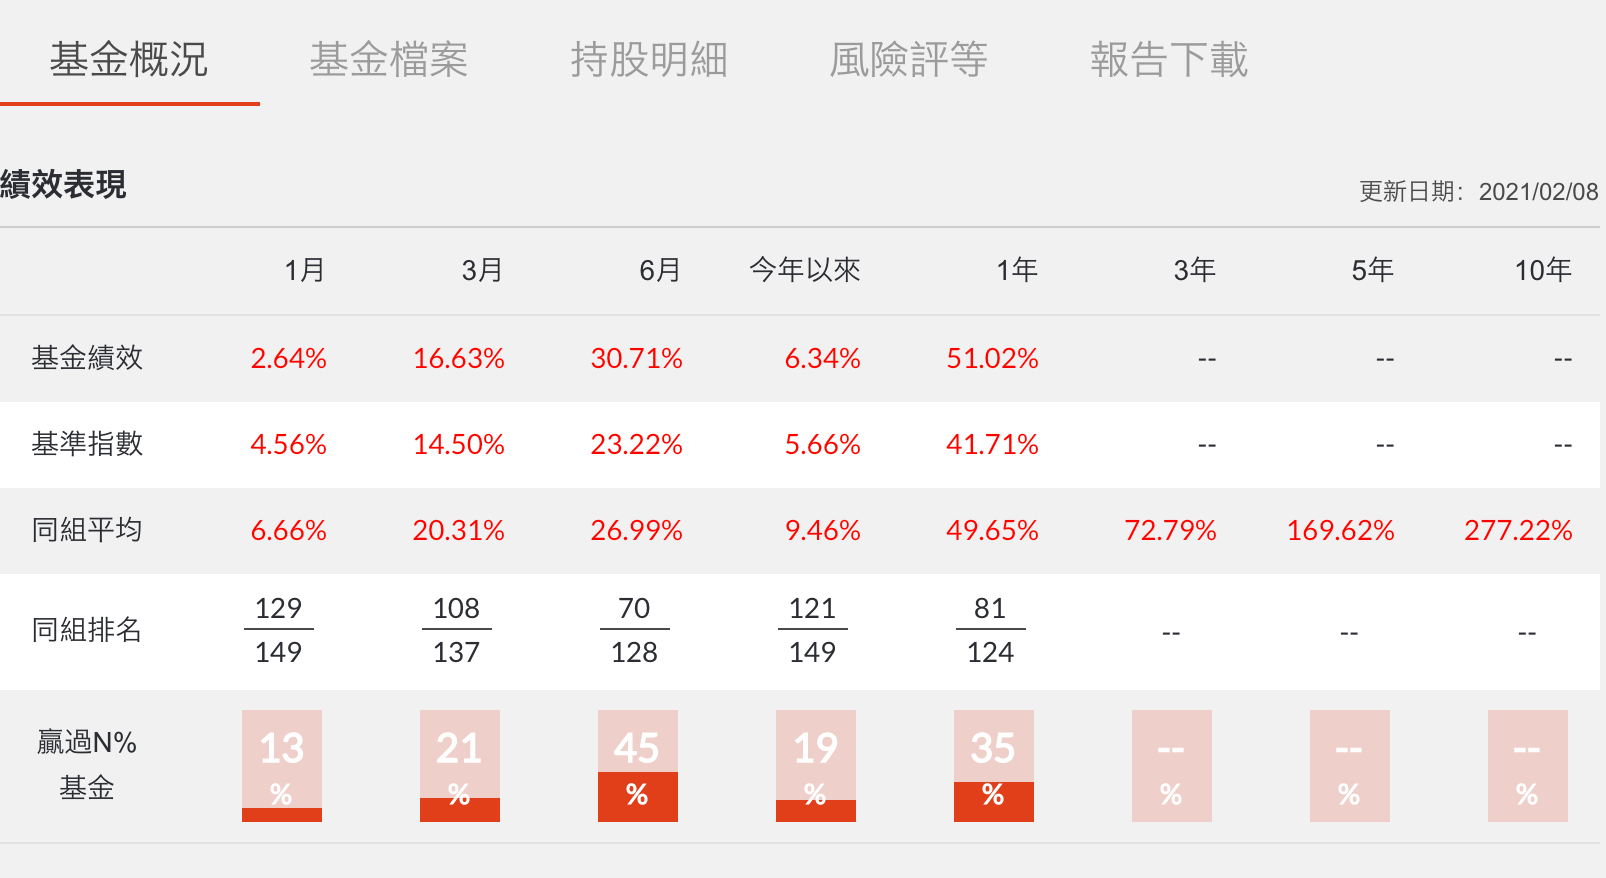 基金概況 基金檔案 持股明細 風險評等 報告下載
績效表現
更新日期：2021/02/08
1月 3月 6月 今年以來 1年 3年 5年 10年
基金績效 2.64% 16.63% 30.71% 6.34% 51.02% -- -- --
基準指數 4.56% 14.50% 23.22% 5.66% 41.71% -- -- --
同組平均 6.66% 20.31% 26.99% 9.46% 49.65% 72.79% 169.62% 277.22%
129 108 70 121 81
同組排名 -- -- --
149 137 128 149 124
贏過N% 13 21 45 19 35 -- -- --
基金 % % % % % % % %